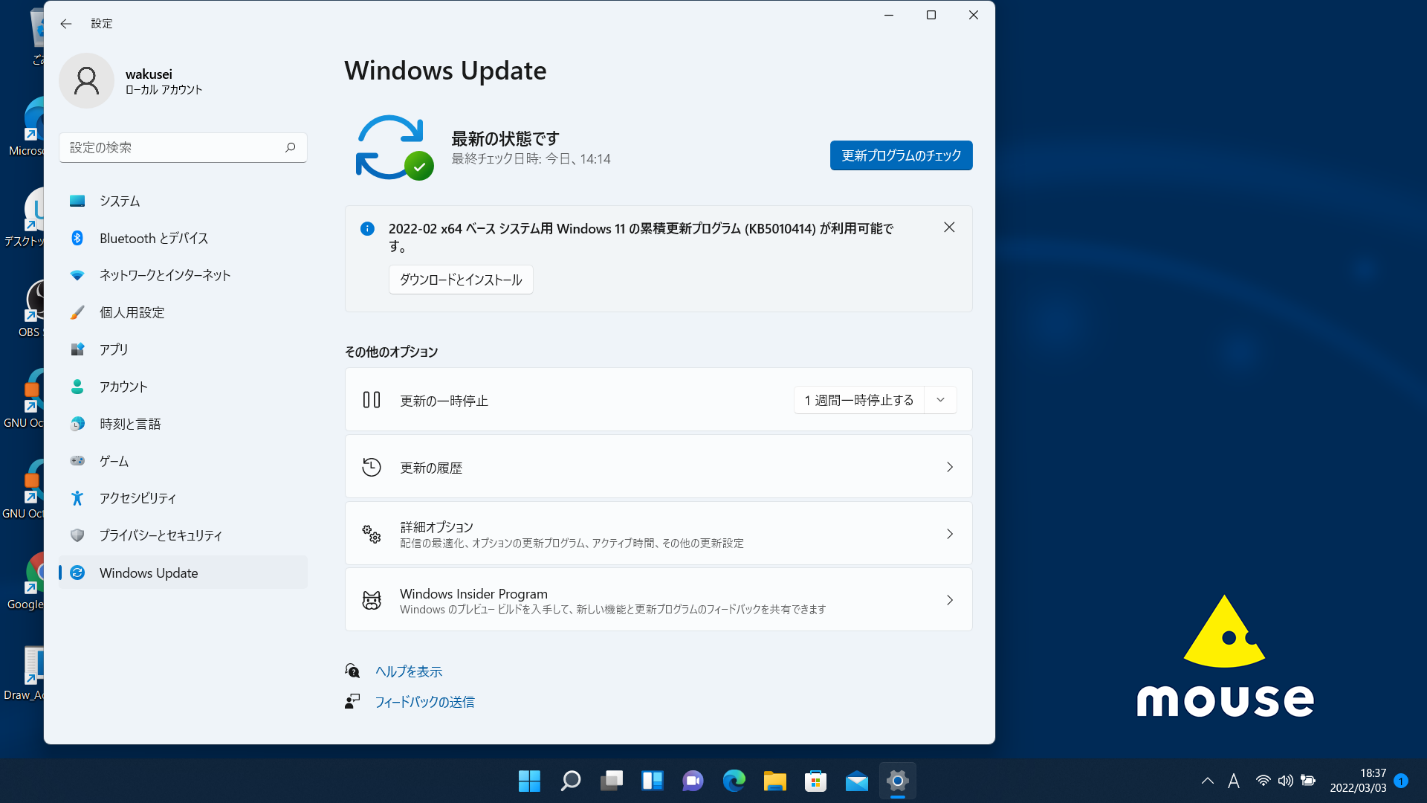 設定
wakusei
ローカル アカウント
設定の検索
システム
Bluetooth とデバイス
ネットワークとインターネット
個人用設定
アプリ
アカウント
時刻と言語
ゲーム
アクセシビリティ
プライバシーとセキュリティ
Windows Update
Windows Update
最新の状態です
最終チェック日時: 今日、14:14
更新プログラムのチェック
2022-02 x64 ベース システム用 Windows 11 の累積更新プログラム (KB5010414) が利用可能で
す。
ダウンロードとインストール
その他のオプション
更新の一時停止
1 週間一時停止する
更新の履歴
詳細オプション
配信の最適化、オプションの更新プログラム、アクティブ時間、その他の更新設定
Windows Insider Program
Windows のプレビュー ビルドを入手して、新しい機能と更新プログラムのフィードバックを共有できます
ヘルプを表示
フィードバックの送信
ご
Micros
デスクト
OBS
GNU Oc
GNU Oc
Google
Draw_A
mouse
A
18:37
2022/03/03
1